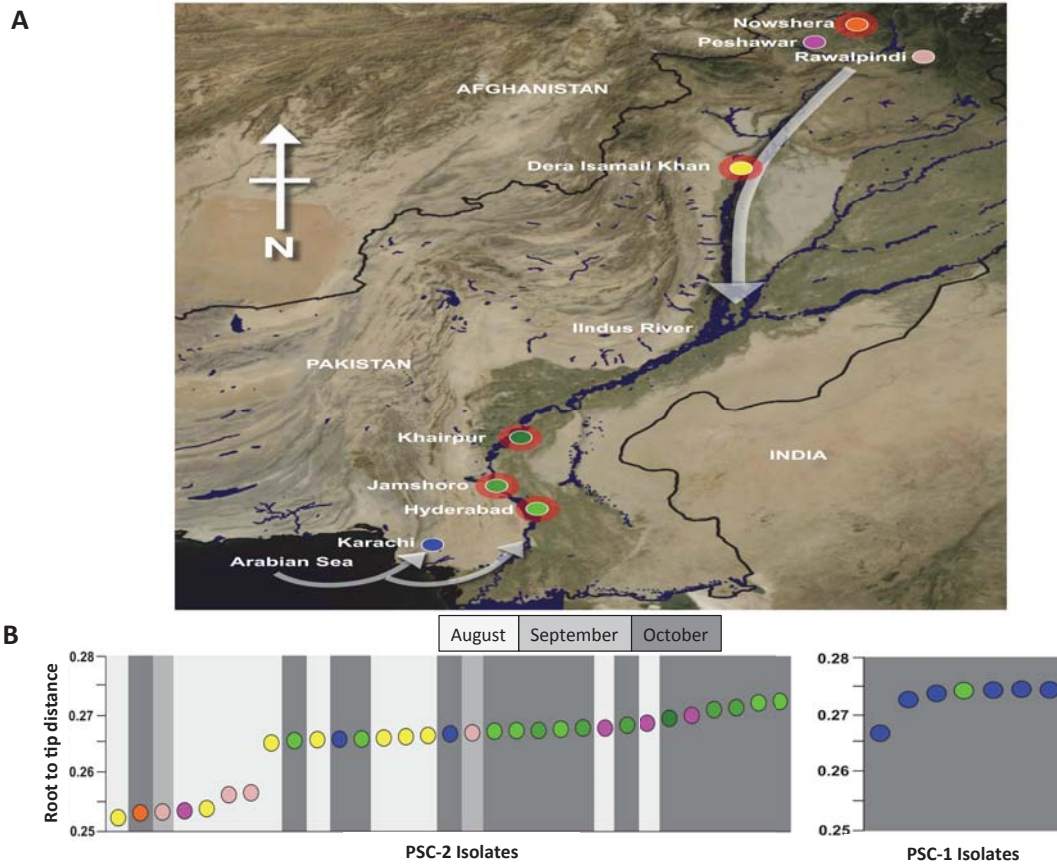 A
Nowshera
Peshawar
Rawalpindi
AFGHANISTAN
Dera Isamail Khan
N
IIndus River
PAKISTAN
Khairpur
INDIA
Jamshoro
Hyderabad
Karachi
Arabian Sea
B
August September October
0.28 0.28
0.27 0.27
0.26 0.26
0.25 0.25
Root to tip distance
PSC-2 Isolates PSC-1 Isolates